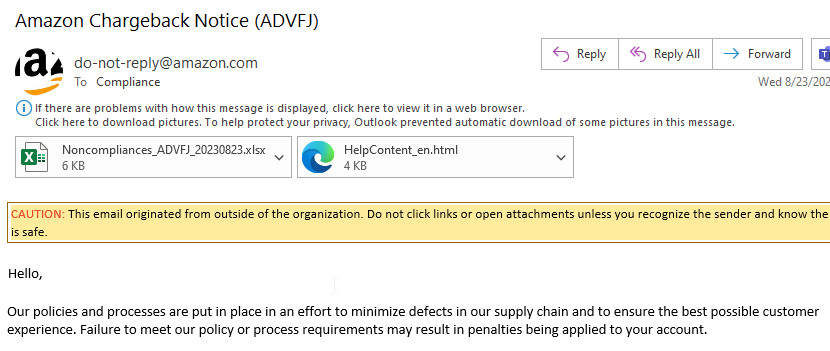 Amazon Chargeback Notice (ADVFJ)
do-not-reply@amazon.com
To Compliance
Reply
Reply All
Forward
Wed 8/23/202
If there are problems with how this message is displayed, click here to view it in a web browser.
Click here to download pictures. To help protect your privacy, Outlook prevented automatic download of some pictures in this message.
Noncompliances_ADVFJ_20230823.xlsx
6 KB
HelpContent_en.html
4 KB
CAUTION: This email originated from outside of the organization. Do not click links or open attachments unless you recognize the sender and know the
is safe.
Hello,
Our policies and processes are put in place in an effort to minimize defects in our supply chain and to ensure the best possible customer
experience. Failure to meet our policy or process requirements may result in penalties being applied to your account.